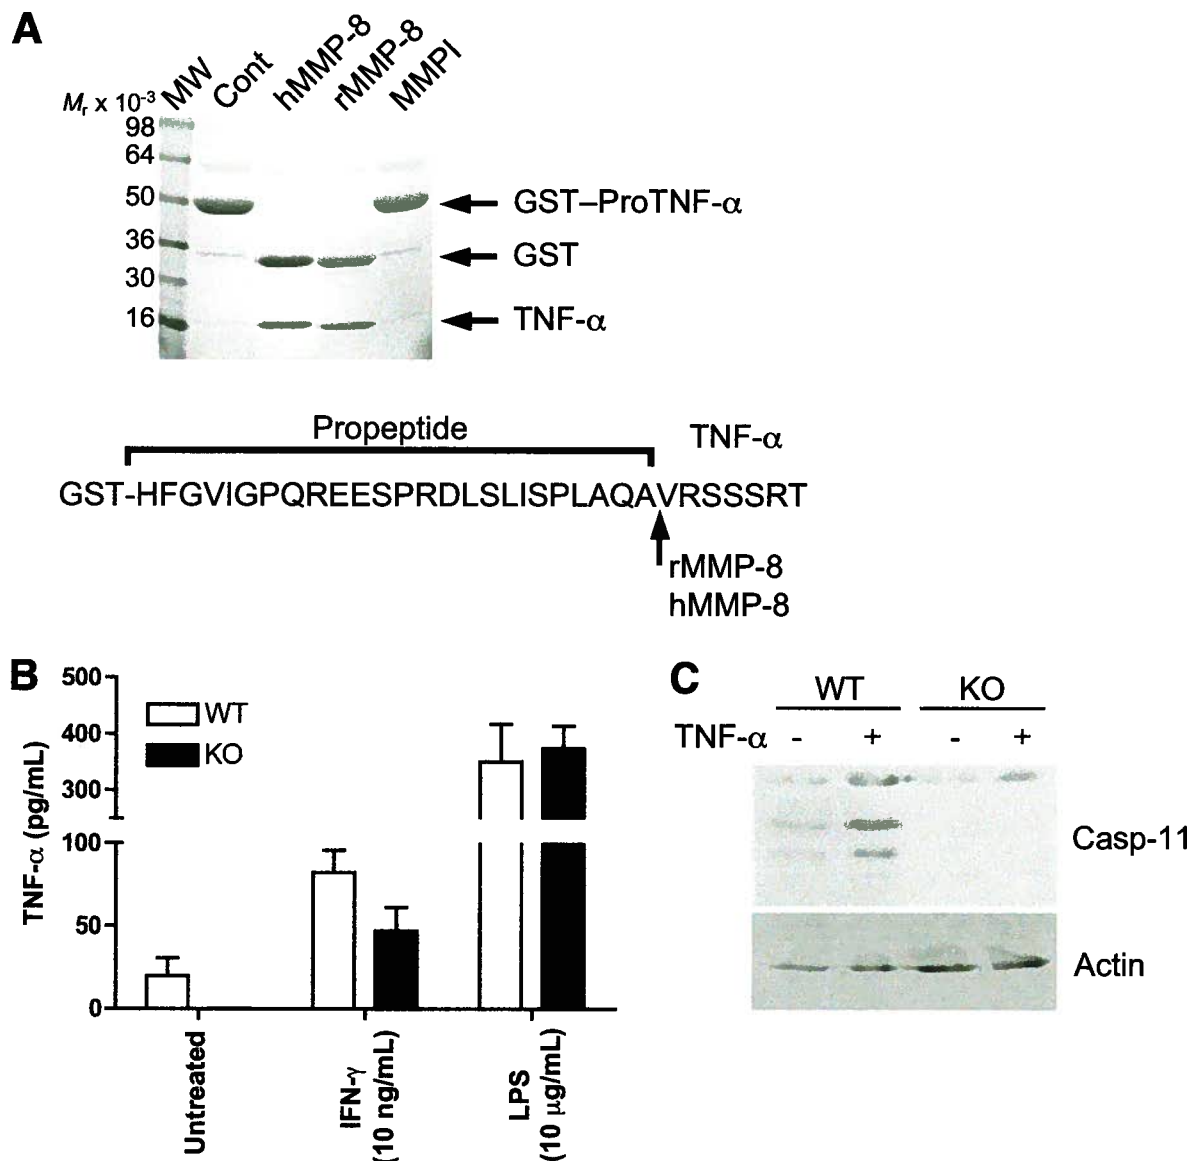 A
Mr x 10-3 MW Cont hMMP-8 rMMP-8 MMPI
98
64
50
36
30
16
GST–ProTNF-α
GST
TNF-α
Propeptide TNF-α
GST-HFGVIGPQREESPRDLSLISPLAQAVRSSSRT
rMMP-8
hMMP-8
B
500
400
300
100
50
0
TNF-α (pg/mL)
WT
KO
Untreated
IFN-γ
(10 ng/mL)
LPS
(10 µg/mL)
C
WT KO
TNF-α - + - +
Casp-11
Actin